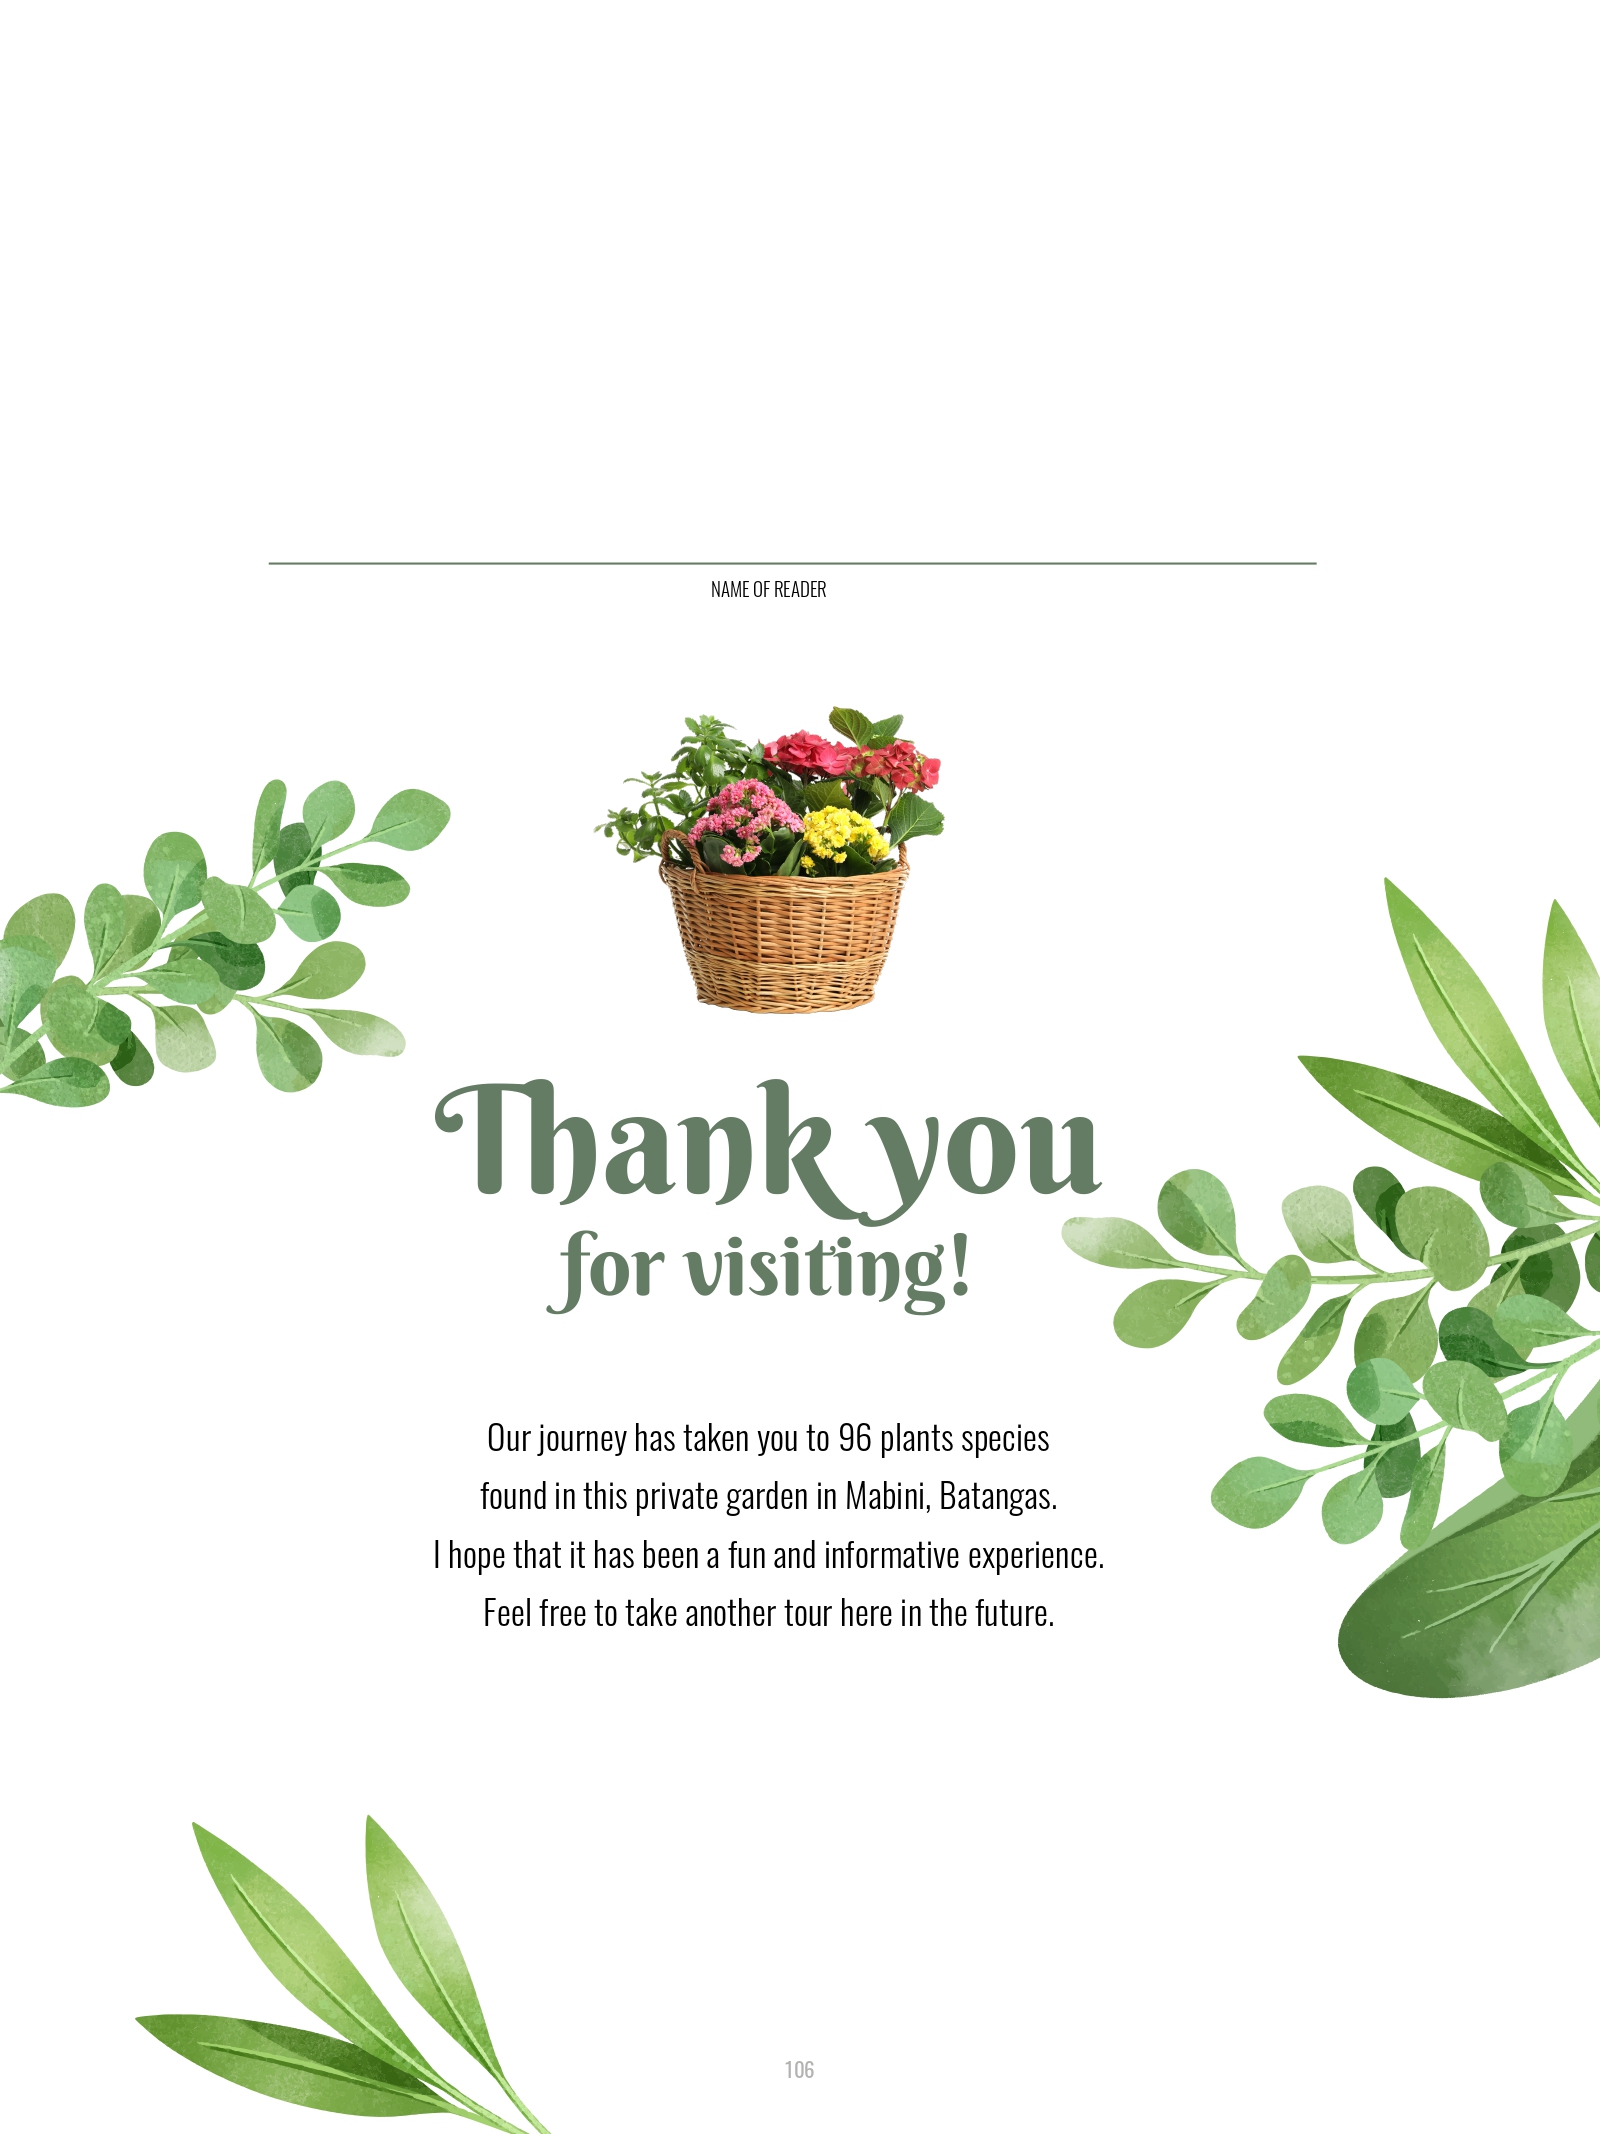 NAME OF READER
Thank you
for visiting!
Our journey has taken you to 96 plants species
found in this private garden in Mabini, Batangas.
I hope that it has been a fun and informative experience.
Feel free to take another tour here in the future.
106